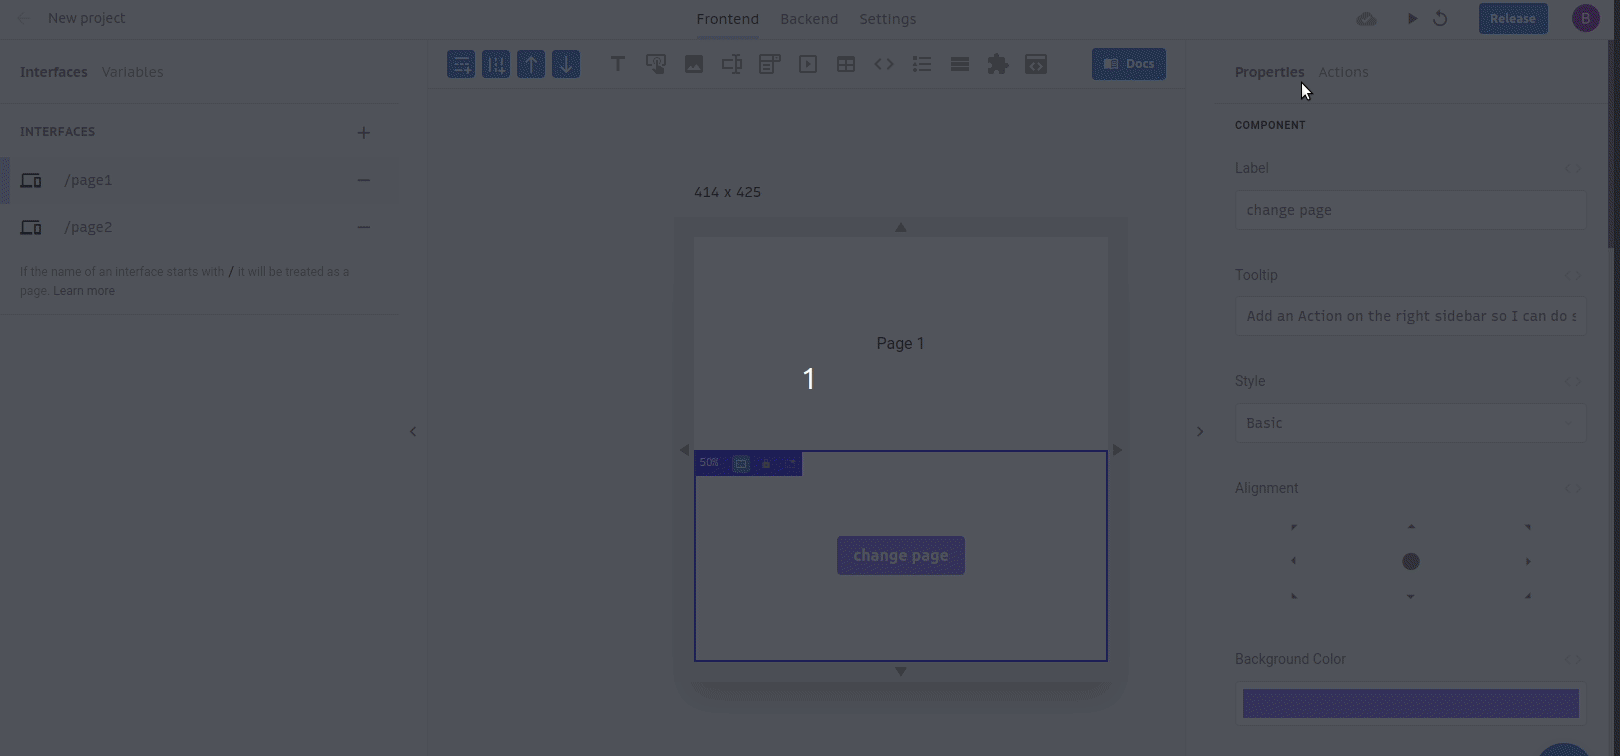 New project
Frontend Backend Settings
Release
B
Interfaces Variables
Docs
Properties Actions
INTERFACES
COMPONENT
/page1
Label
414 x 425
change page
/page2
If the name of an interface starts with / it will be treated as a
page. Learn more
Tooltip
Add an Action on the right sidebar so I can do s
Page 1
1
Style
Basic
50%
Alignment
change page
Background Color